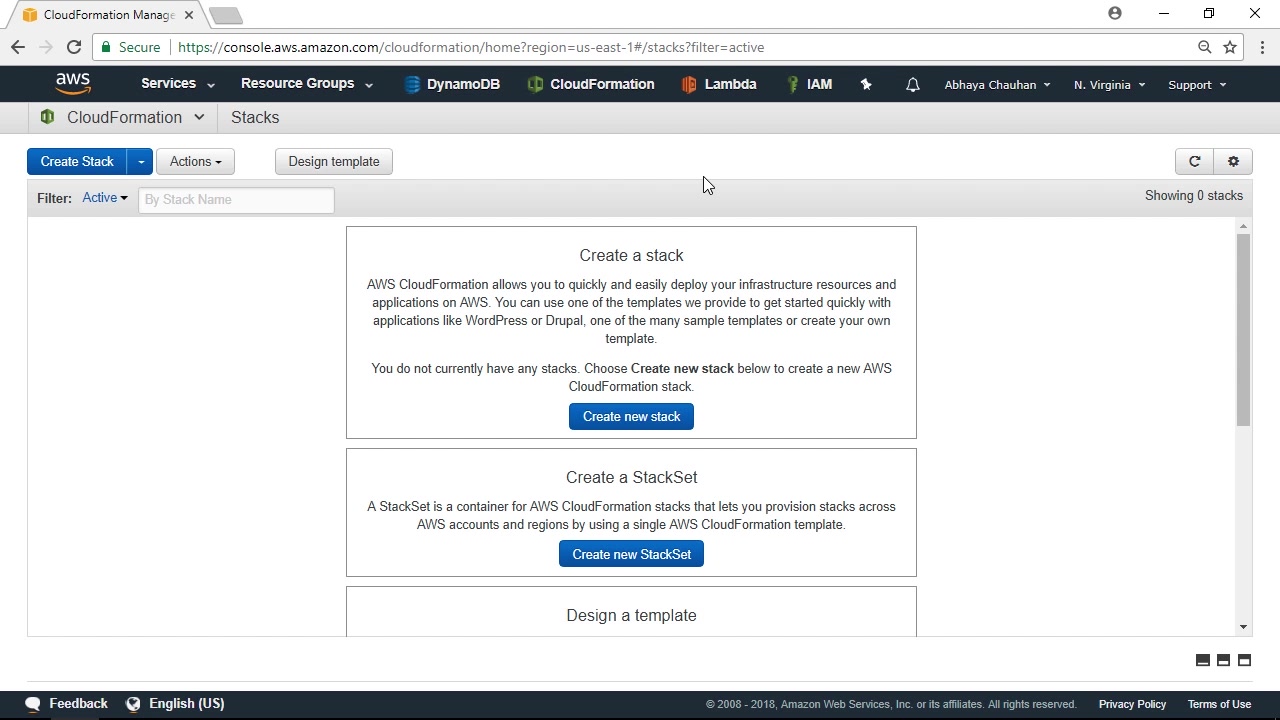 CloudFormation Manage
Secure https://console.aws.amazon.com/cloudformation/home?region=us-east-1#/stacks?filter=active
aws Services Resource Groups DynamoDB CloudFormation Lambda IAM Abhaya Chauhan N. Virginia Support
CloudFormation Stacks
Create Stack Actions Design template
Filter: Active By Stack Name Showing 0 stacks
Create a stack
AWS CloudFormation allows you to quickly and easily deploy your infrastructure resources and
applications on AWS. You can use one of the templates we provide to get started quickly with
applications like WordPress or Drupal, one of the many sample templates or create your own
template.
You do not currently have any stacks. Choose Create new stack below to create a new AWS
CloudFormation stack.
Create new stack
Create a StackSet
A StackSet is a container for AWS CloudFormation stacks that lets you provision stacks across
AWS accounts and regions by using a single AWS CloudFormation template.
Create new StackSet
Design a template
Feedback English (US) © 2008 - 2018, Amazon Web Services, Inc. or its affiliates. All rights reserved. Privacy Policy Terms of Use